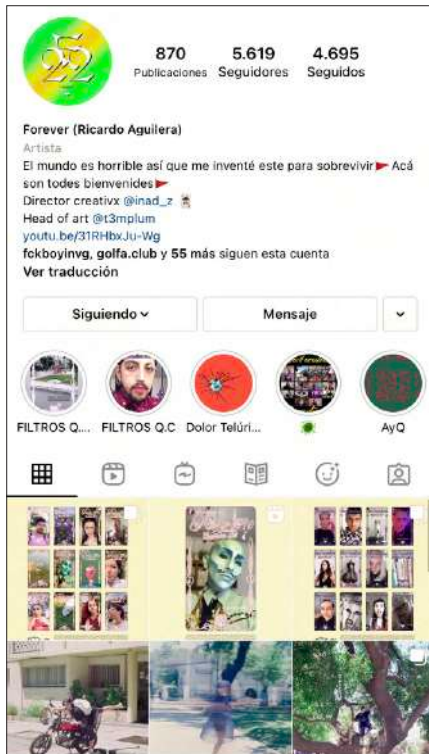 870 5.619 4.695
Publicaciones Seguidores Seguidos
Forever (Ricardo Aguilera)
Artista
El mundo es horrible así que me inventé este para sobrevivir🚩 Acá
son todes bienvenides🚩
Director creativx @inad_z
Head of art @t3mplum
youtu.be/31RHbxJu-Wg
fckboyinvg, golfa.club y 55 más siguen esta cuenta
Ver traducción
Siguiendo Mensaje
FILTROS Q.... FILTROS Q.C Dolor Telúri... AyQ